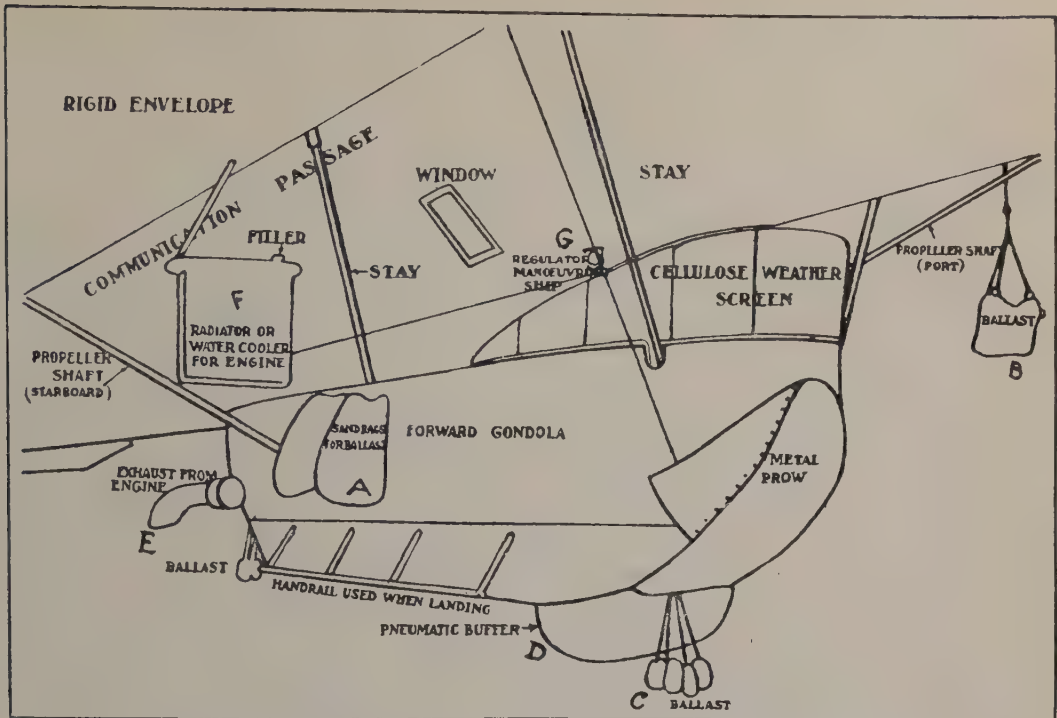 RIGID ENVELOPE
COMMUNICATION PASSAGE
WINDOW
STAY
FILLER
STAY
G
REGULATOR
MANOEUVRING
SHIP
CELLULOSE WEATHER
SCREEN
PROPELLER SHAFT
(PORT)
BALLAST
B
F
RADIATOR OR
WATER COOLER
FOR ENGINE
PROPELLER
SHAFT
(STARBOARD)
SANDBAGS
FOR BALLAST
A
FORWARD GONDOLA
METAL
PROW
EXHAUST FROM
ENGINE
E
BALLAST
HANDRAIL USED WHEN LANDING
PNEUMATIC BUFFER
D
C
BALLAST